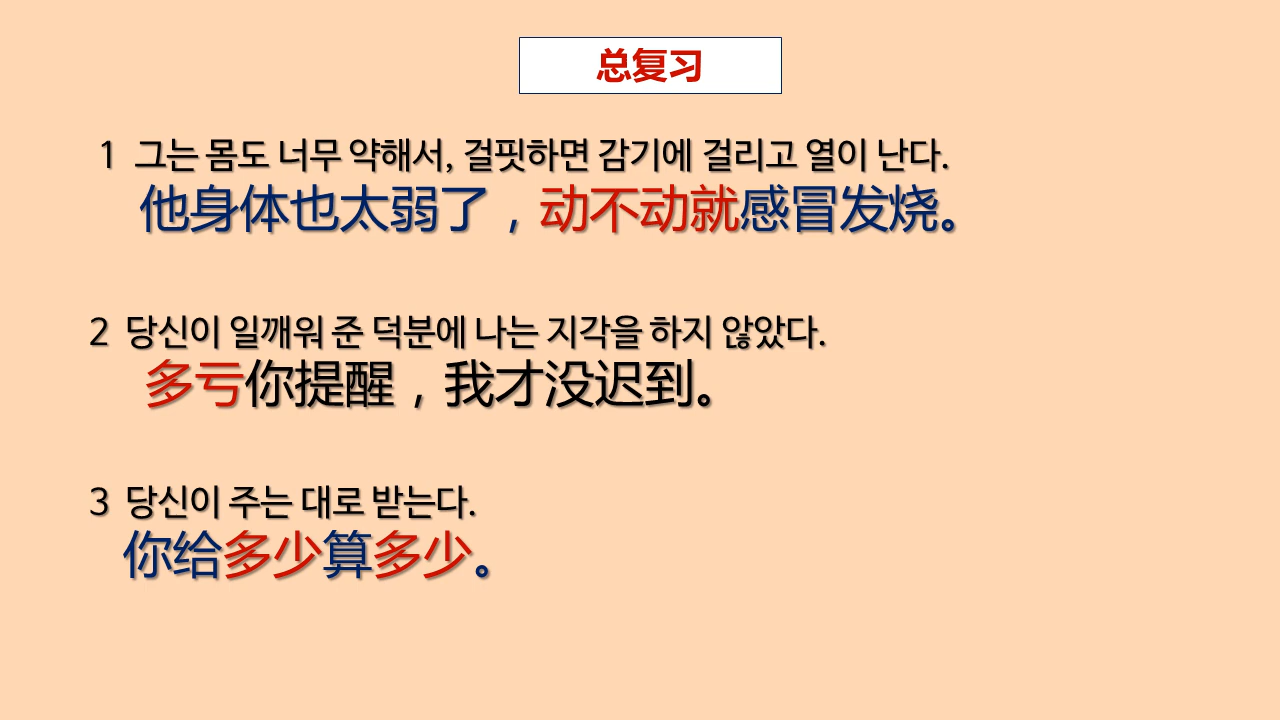 总复习
1 그는 몸도 너무 약해서, 걸핏하면 감기에 걸리고 열이 난다.
他身体也太弱了，动不动就感冒发烧。
2 당신이 일깨워 준 덕분에 나는 지각을 하지 않았다.
多亏你提醒，我才没迟到。
3 당신이 주는 대로 받는다.
你给多少算多少。